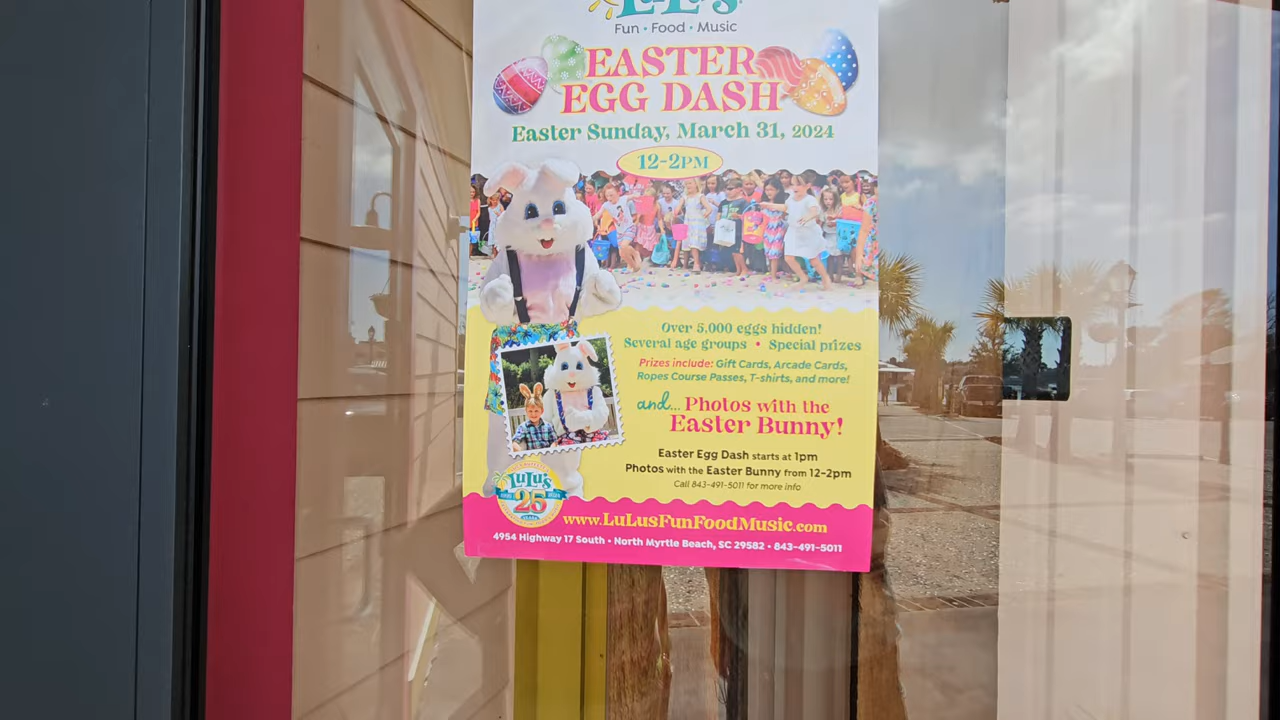 LuLu's
Fun • Food • Music
EASTER
EGG DASH
Easter Sunday, March 31, 2024
12-2PM
Over 5,000 eggs hidden!
Several age groups • Special prizes
Prizes include: Gift Cards, Arcade Cards,
Ropes Course Passes, T-shirts, and more!
and... Photos with the
Easter Bunny!
Easter Egg Dash starts at 1pm
Photos with the Easter Bunny from 12-2pm
Call 843-491-5011 for more info
LuLu's
25
YEARS
www.LuLusFunFoodMusic.com
4954 Highway 17 South • North Myrtle Beach, SC 29582 • 843-491-5011